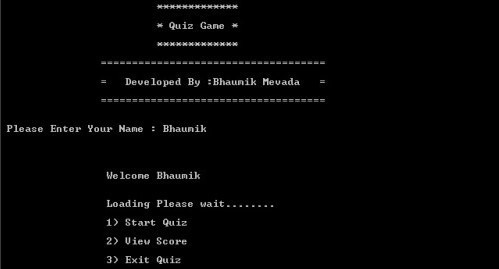 *************
* Quiz Game *
*************
====================================
=   Developed By :Bhaumik Mevada   =
====================================
Please Enter Your Name : Bhaumik
Welcome Bhaumik
Loading Please wait........
1) Start Quiz
2) View Score
3) Exit Quiz